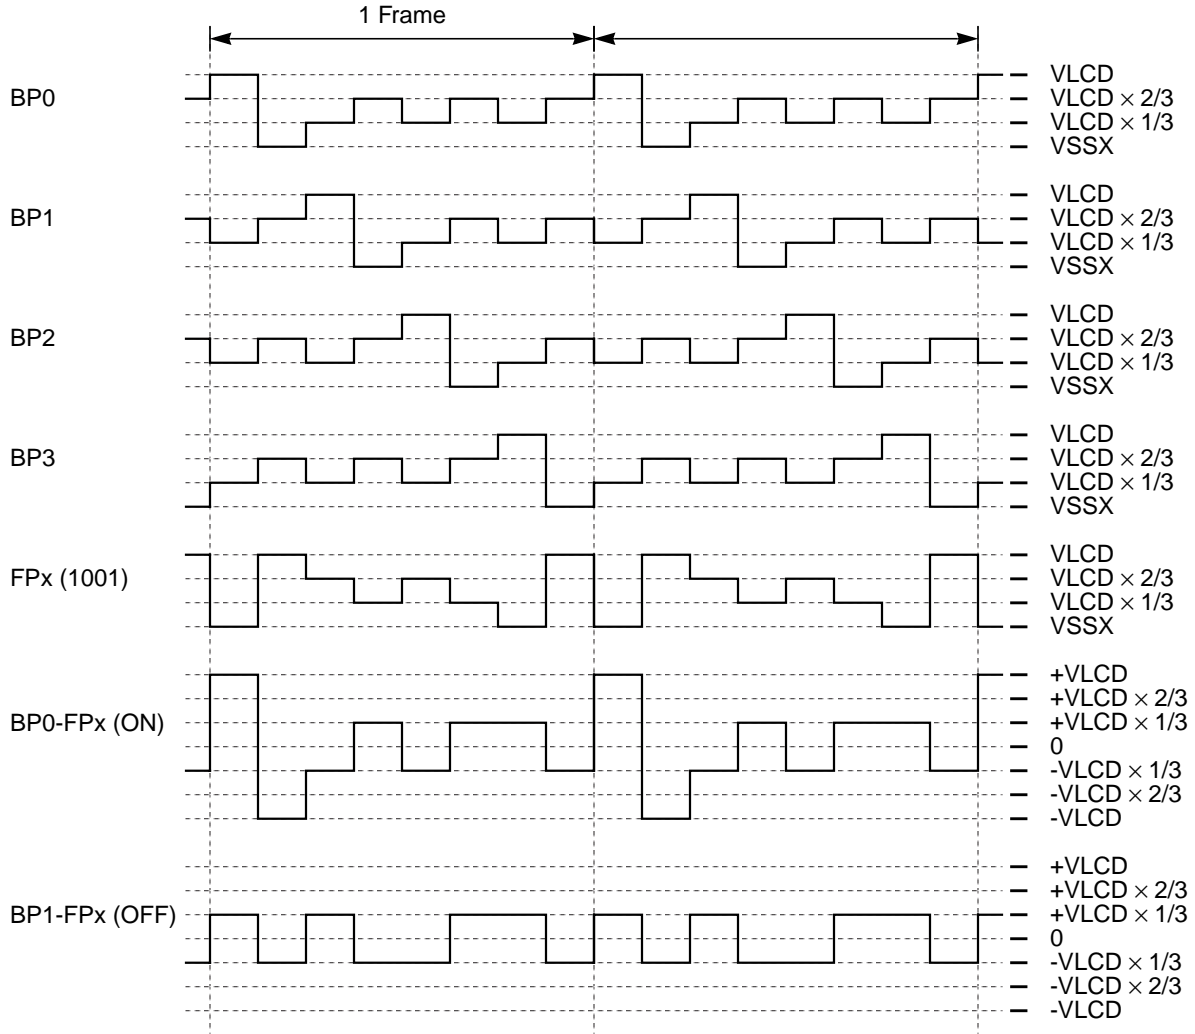 1 Frame
BP0
VLCD
VLCD × 2/3
VLCD × 1/3
VSSX
BP1
VLCD
VLCD × 2/3
VLCD × 1/3
VSSX
BP2
VLCD
VLCD × 2/3
VLCD × 1/3
VSSX
BP3
VLCD
VLCD × 2/3
VLCD × 1/3
VSSX
FPx (1001)
VLCD
VLCD × 2/3
VLCD × 1/3
VSSX
BP0-FPx (ON)
+VLCD
+VLCD × 2/3
+VLCD × 1/3
0
-VLCD × 1/3
-VLCD × 2/3
-VLCD
BP1-FPx (OFF)
+VLCD
+VLCD × 2/3
+VLCD × 1/3
0
-VLCD × 1/3
-VLCD × 2/3
-VLCD